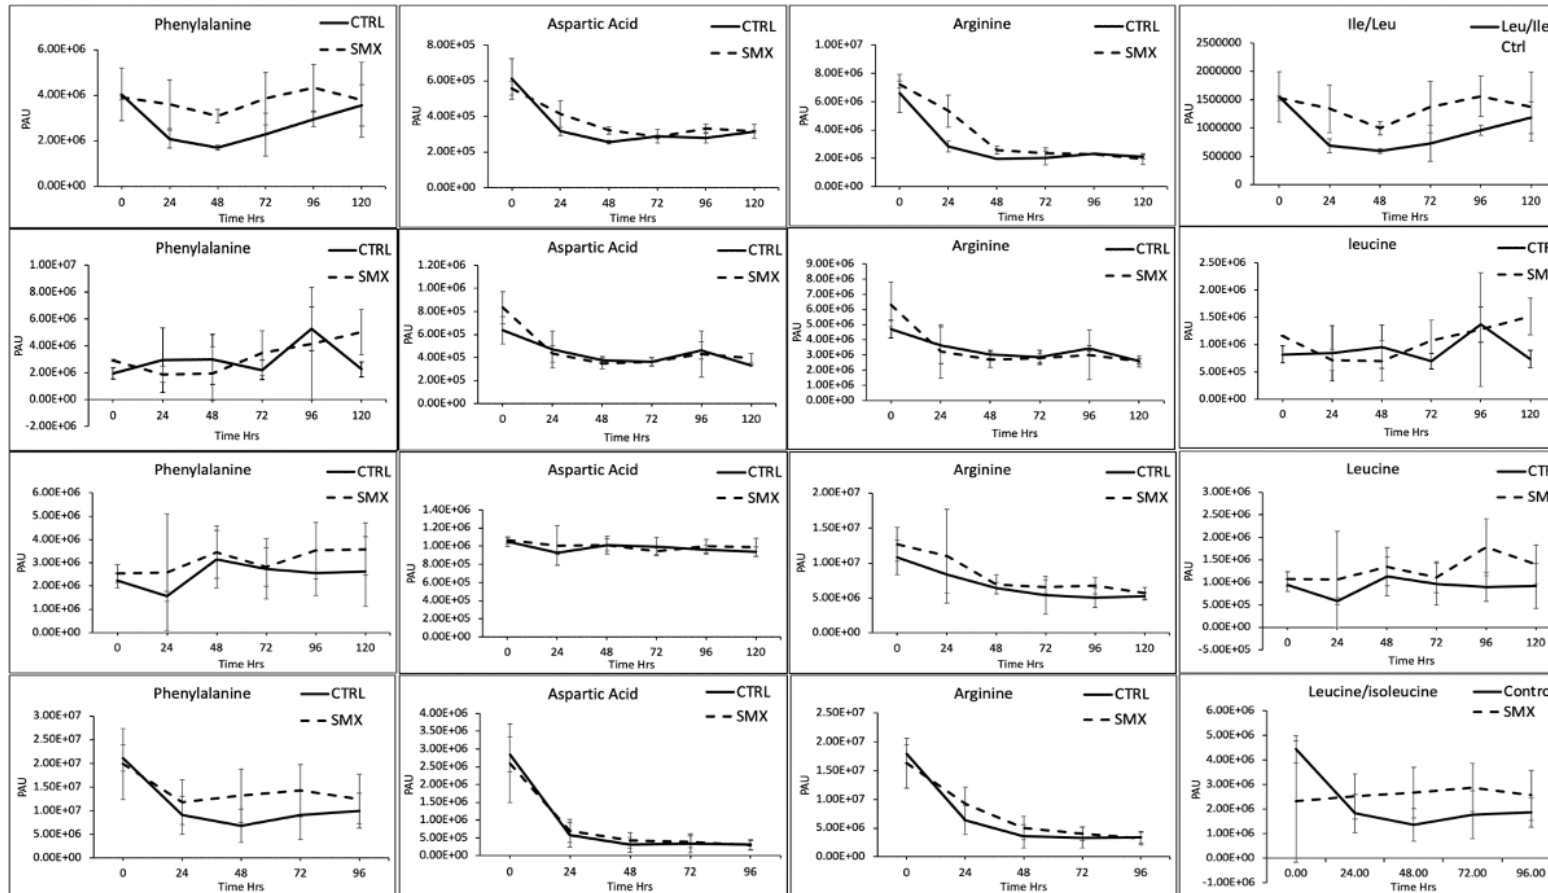 Phenylalanine
CTRL
SMX
6.00E+06
4.00E+06
2.00E+06
0.00E+00
PAU
0 24 48 72 96 120
Time Hrs
Aspartic Acid
CTRL
SMX
8.00E+05
6.00E+05
4.00E+05
2.00E+05
0.00E+00
PAU
0 24 48 72 96 120
Time Hrs
Arginine
CTRL
SMX
1.00E+07
8.00E+06
6.00E+06
4.00E+06
2.00E+06
0.00E+00
PAU
0 24 48 72 96 120
Time Hrs
Ile/Leu
Leu/Ile
Ctrl
2500000
2000000
1500000
1000000
500000
0
PAU
0 24 48 72 96 120
Time Hrs
Phenylalanine
CTRL
SMX
1.00E+07
8.00E+06
6.00E+06
4.00E+06
2.00E+06
0.00E+00
-2.00E+06
PAU
0 24 48 72 96 120
Time Hrs
Aspartic Acid
CTRL
SMX
1.20E+06
1.00E+06
8.00E+05
6.00E+05
4.00E+05
2.00E+05
0.00E+00
PAU
0 24 48 72 96 120
Time Hrs
Arginine
CTRL
SMX
9.00E+06
8.00E+06
7.00E+06
6.00E+06
5.00E+06
4.00E+06
3.00E+06
2.00E+06
1.00E+06
0.00E+00
PAU
0 24 48 72 96 120
Time Hrs
leucine
CTR
SM
2.50E+06
2.00E+06
1.50E+06
1.00E+06
5.00E+05
0.00E+00
PAU
0 24 48 72 96 120
Time Hrs
Phenylalanine
CTRL
SMX
6.00E+06
5.00E+06
4.00E+06
3.00E+06
2.00E+06
1.00E+06
0.00E+00
PAU
0 24 48 72 96 120
Time Hrs
Aspartic Acid
CTRL
SMX
1.40E+06
1.20E+06
1.00E+06
8.00E+05
6.00E+05
4.00E+05
2.00E+05
0.00E+00
PAU
0 24 48 72 96 120
Time Hrs
Arginine
CTRL
SMX
2.00E+07
1.50E+07
1.00E+07
5.00E+06
0.00E+00
PAU
0 24 48 72 96 120
Time Hrs
Leucine
CTR
SM
3.00E+06
2.50E+06
2.00E+06
1.50E+06
1.00E+06
5.00E+05
0.00E+00
-5.00E+05
PAU
0 24 48 72 96 120
Time Hrs
Phenylalanine
CTRL
SMX
3.00E+07
2.50E+07
2.00E+07
1.50E+07
1.00E+07
5.00E+06
0.00E+00
PAU
0 24 48 72 96
Time Hrs
Aspartic Acid
CTRL
SMX
4.00E+06
3.50E+06
3.00E+06
2.50E+06
2.00E+06
1.50E+06
1.00E+06
5.00E+05
0.00E+00
PAU
0 24 48 72 96
Time Hrs
Arginine
CTRL
SMX
2.50E+07
2.00E+07
1.50E+07
1.00E+07
5.00E+06
0.00E+00
PAU
0 24 48 72 96
Time Hrs
Leucine/isoleucine
Contro
SMX
6.00E+06
5.00E+06
4.00E+06
3.00E+06
2.00E+06
1.00E+06
0.00E+00
-1.00E+06
PAU
0.00 24.00 48.00 72.00 96.00
Time Hrs